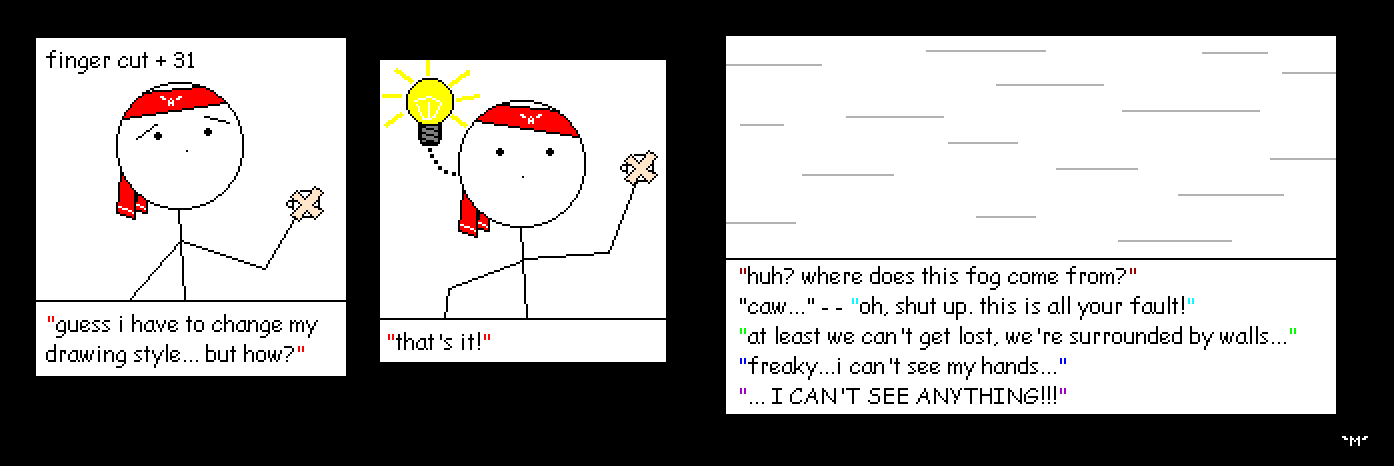 finger cut + 31
"guess i have to change my
drawing style... but how?"
"that's it!"
"huh? where does this fog come from?"
"caw..." - - "oh, shut up. this is all your fault!"
"at least we can't get lost, we're surrounded by walls..."
"freaky...i can't see my hands..."
"... I CAN'T SEE ANYTHING!!!"
"M"